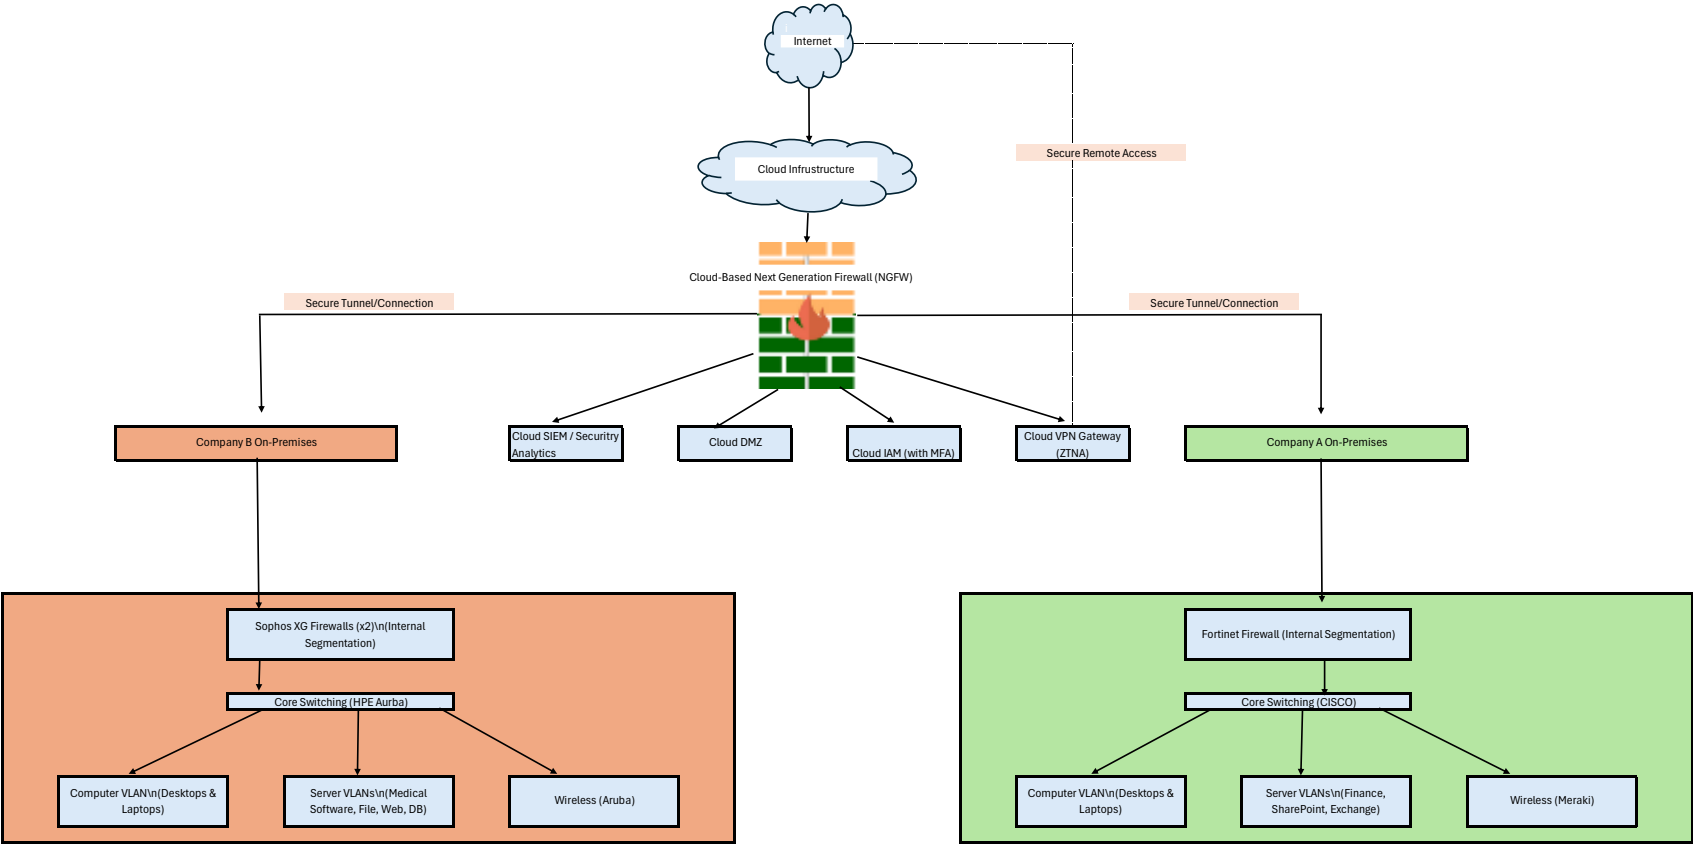 Internet
Secure Remote Access
Cloud Infrustructure
Cloud-Based Next Generation Firewall (NGFW)
Secure Tunnel/Connection
Secure Tunnel/Connection
Company B On-Premises
Cloud SIEM / Securitry
Analytics
Cloud DMZ
Cloud IAM (with MFA)
Cloud VPN Gateway
(ZTNA)
Company A On-Premises
Sophos XG Firewalls (x2)\n(Internal
Segmentation)
Core Switching (HPE Aurba)
Computer VLAN\n(Desktops &
Laptops)
Server VLANs\n(Medical
Software, File, Web, DB)
Wireless (Aruba)
Fortinet Firewall (Internal Segmentation)
Core Switching (CISCO)
Computer VLAN\n(Desktops &
Laptops)
Server VLANs\n(Finance,
SharePoint, Exchange)
Wireless (Meraki)